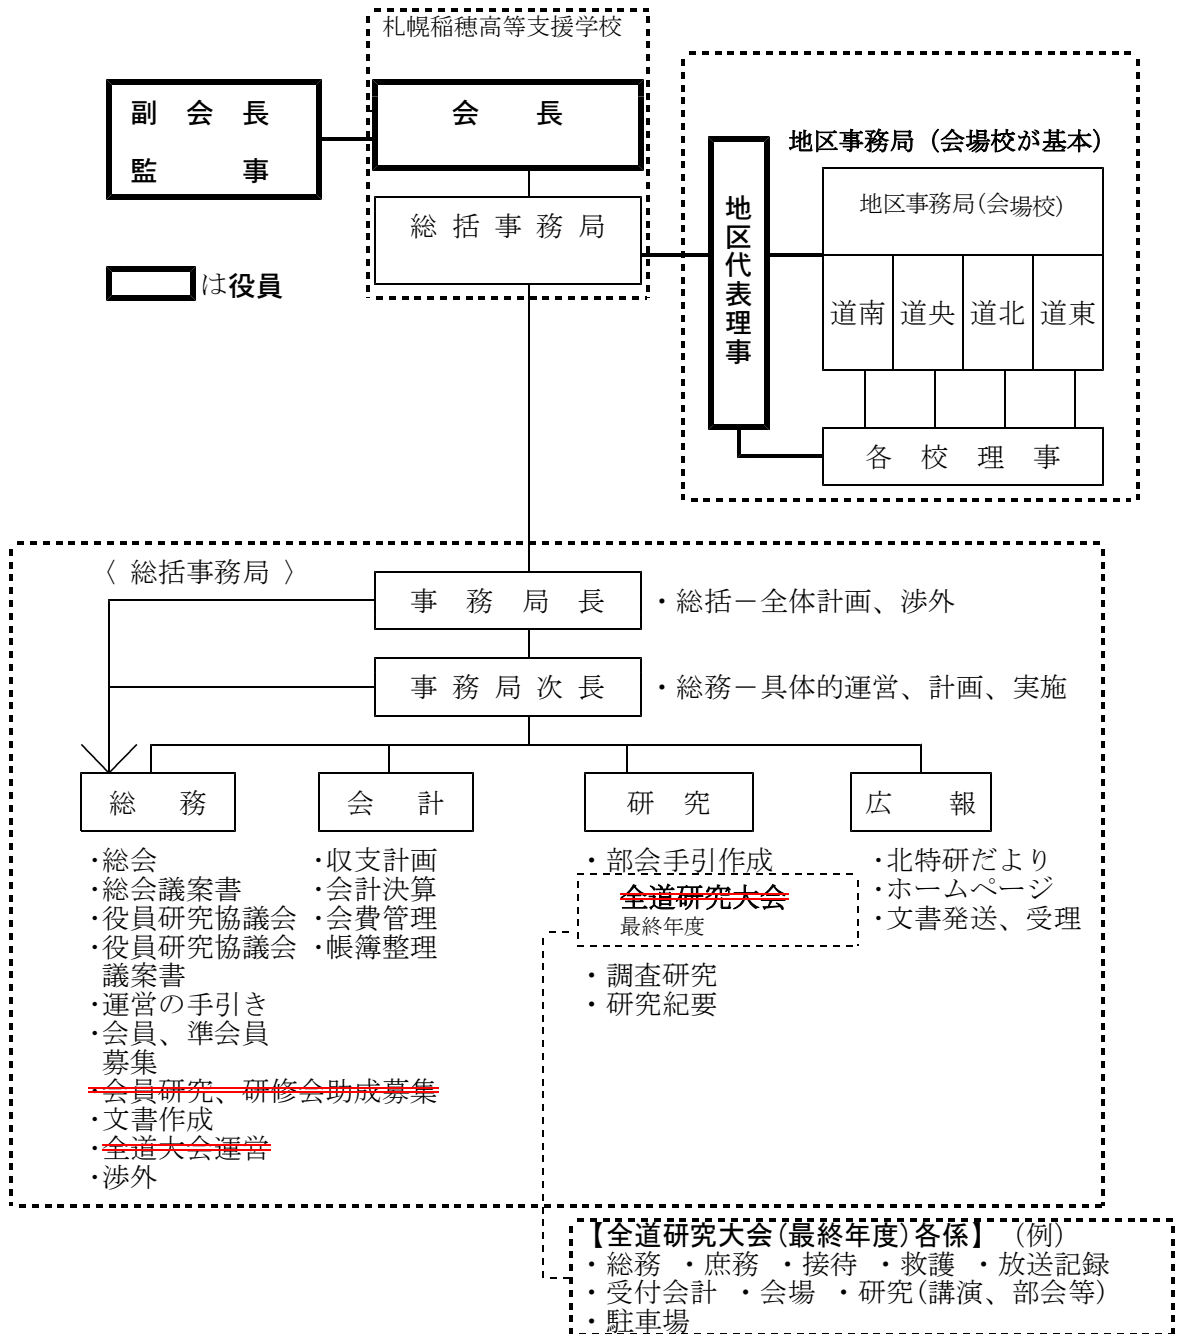 札幌稲穂高等支援学校
副　会　長
監　　　事
会　　長
総 括 事 務 局
は役員
地区代表理事
地区事務局（会場校が基本）
地区事務局(会場校)
道南 道央 道北 道東
各　校　理　事
〈 総括事務局 〉
事　務　局　長
・総括－全体計画、渉外
事 務 局 次 長
・総務－具体的運営、計画、実施
総　務
・総会
・総会議案書
・役員研究協議会
・役員研究協議会
議案書
・運営の手引き
・会員、準会員
募集
・会員研究、研修会助成募集
・文書作成
・全道大会運営
・渉外
会　計
・収支計画
・会計決算
・会費管理
・帳簿整理
研　究
・部会手引作成
全道研究大会
最終年度
・調査研究
・研究紀要
広　　報
・北特研だより
・ホームページ
・文書発送、受理
【全道研究大会(最終年度)各係】（例）
・総務 ・庶務 ・接待 ・救護 ・放送記録
・受付会計 ・会場 ・研究(講演、部会等)
・駐車場